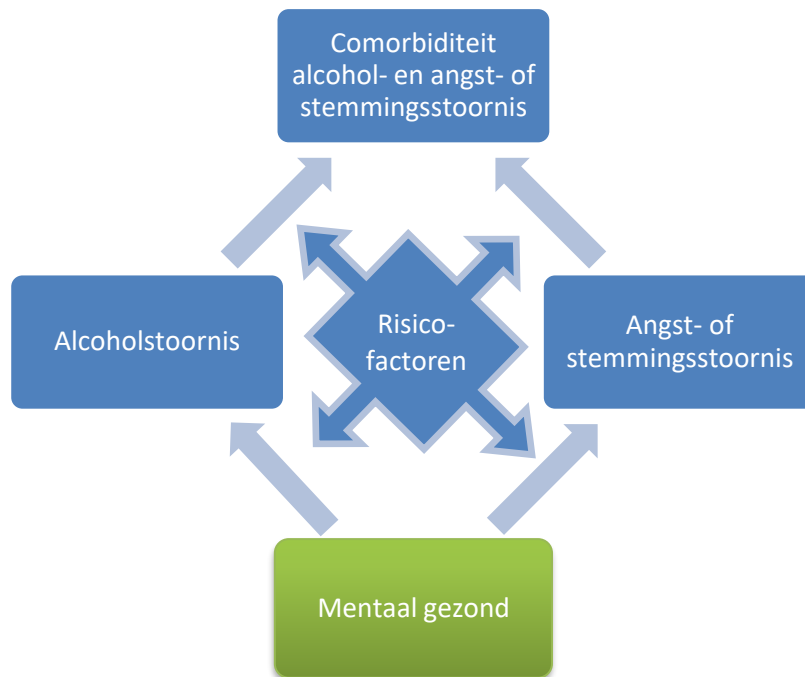 Comorbiditeit
alcohol- en angst- of
stemmingsstoornis
Alcoholstoornis
Risico-
factoren
Angst- of
stemmingsstoornis
Mentaal gezond